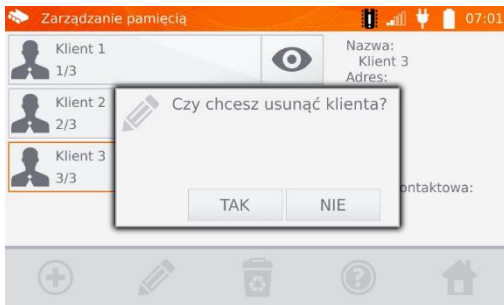 Zarządzanie pamięcią
07:01
Klient 1
1/3
Klient 2
2/3
Klient 3
3/3
Nazwa:
Klient 3
Adres:
ontaktowa:
Czy chcesz usunąć klienta?
TAK
NIE